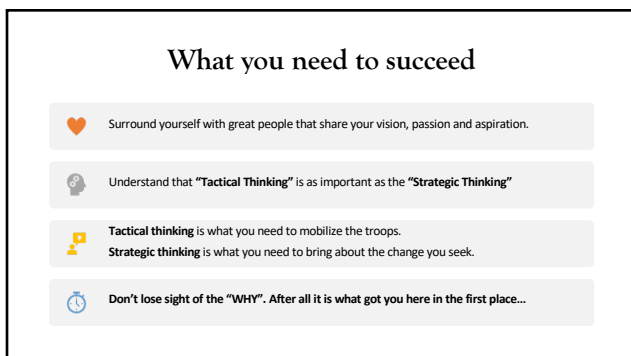 What you need to succeed
Surround yourself with great people that share your vision, passion and aspiration.
Understand that “Tactical Thinking” is as important as the “Strategic Thinking”
Tactical thinking is what you need to mobilize the troops.
Strategic thinking is what you need to bring about the change you seek.
Don’t lose sight of the “WHY”. After all it is what got you here in the first place…